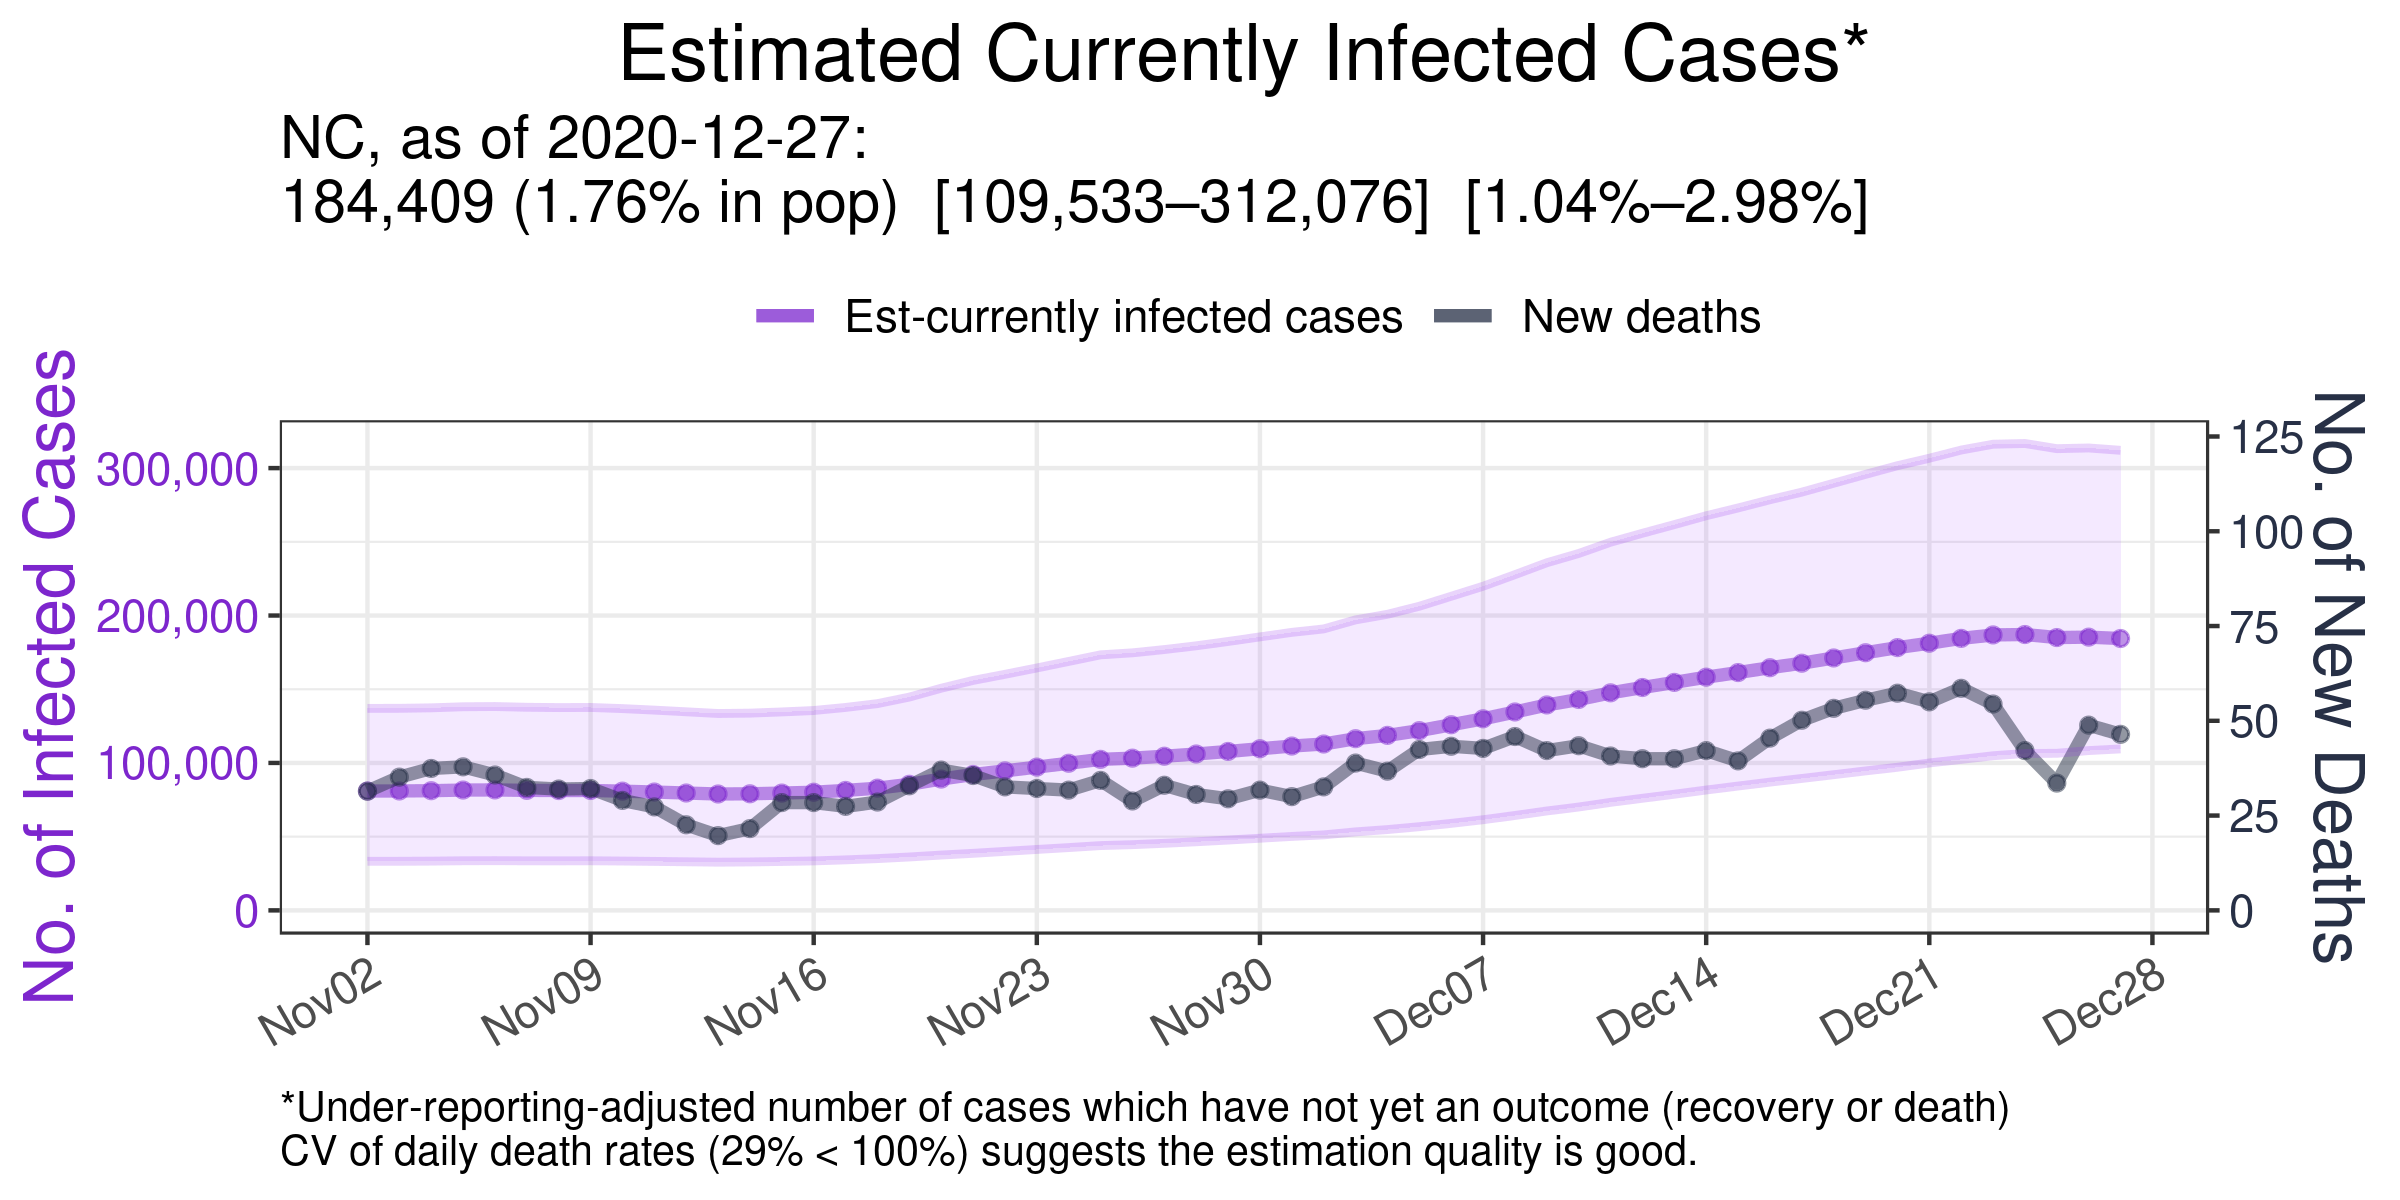 Estimated Currently Infected Cases*
NC, as of 2020-12-27:
184,409 (1.76% in pop)  [109,533–312,076]  [1.04%–2.98%]
Est-currently infected cases
New deaths
No. of Infected Cases
300,000
200,000
100,000
0
125
100
75
50
25
0
No. of New Deaths
Nov02
Nov09
Nov16
Nov23
Nov30
Dec07
Dec14
Dec21
Dec28
*Under-reporting-adjusted number of cases which have not yet an outcome (recovery or death)
CV of daily death rates (29% < 100%) suggests the estimation quality is good.